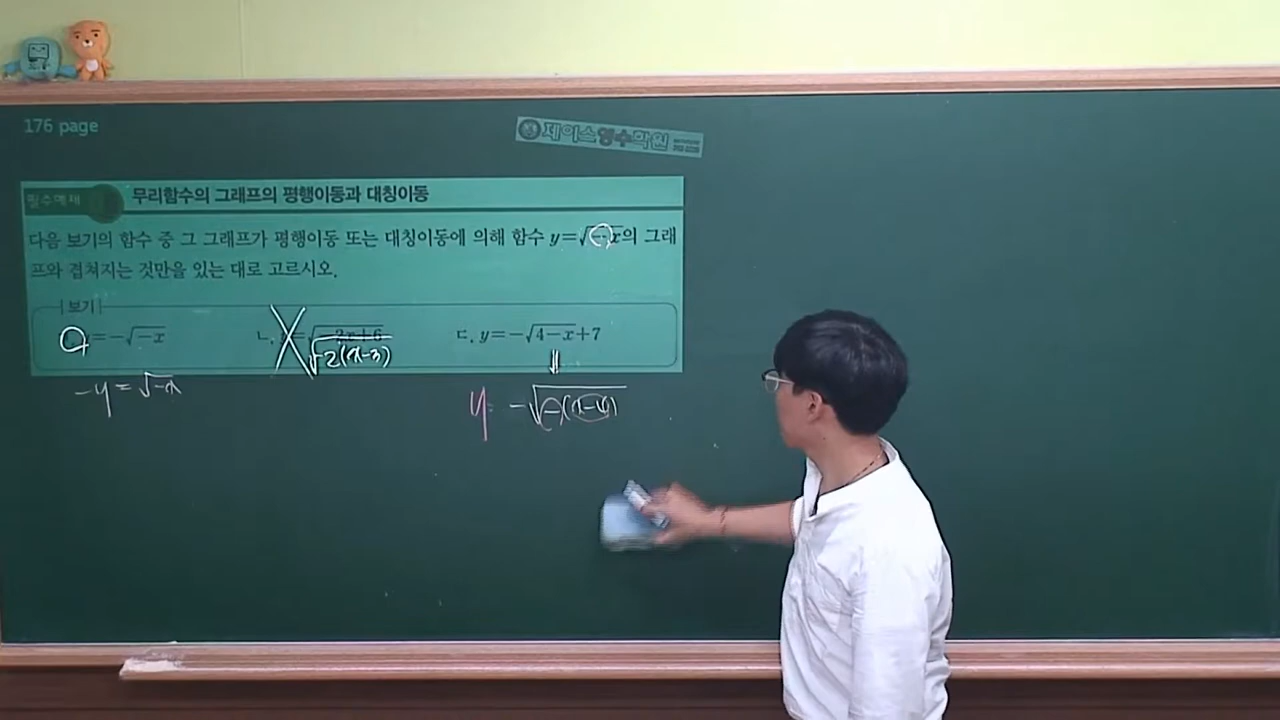 176 page
제이스영수학원
필수예제
무리함수의 그래프의 평행이동과 대칭이동
다음 보기의 함수 중 그 그래프가 평행이동 또는 대칭이동에 의해 함수 y=√-x의 그래
프와 겹쳐지는 것만을 있는 대로 고르시오.
보기
=-√-x ㄴ. =√-2x+6 ㄷ. y=-√4-x+7
√-2(x-3)
-y=√-x
y= -√-(x-4)